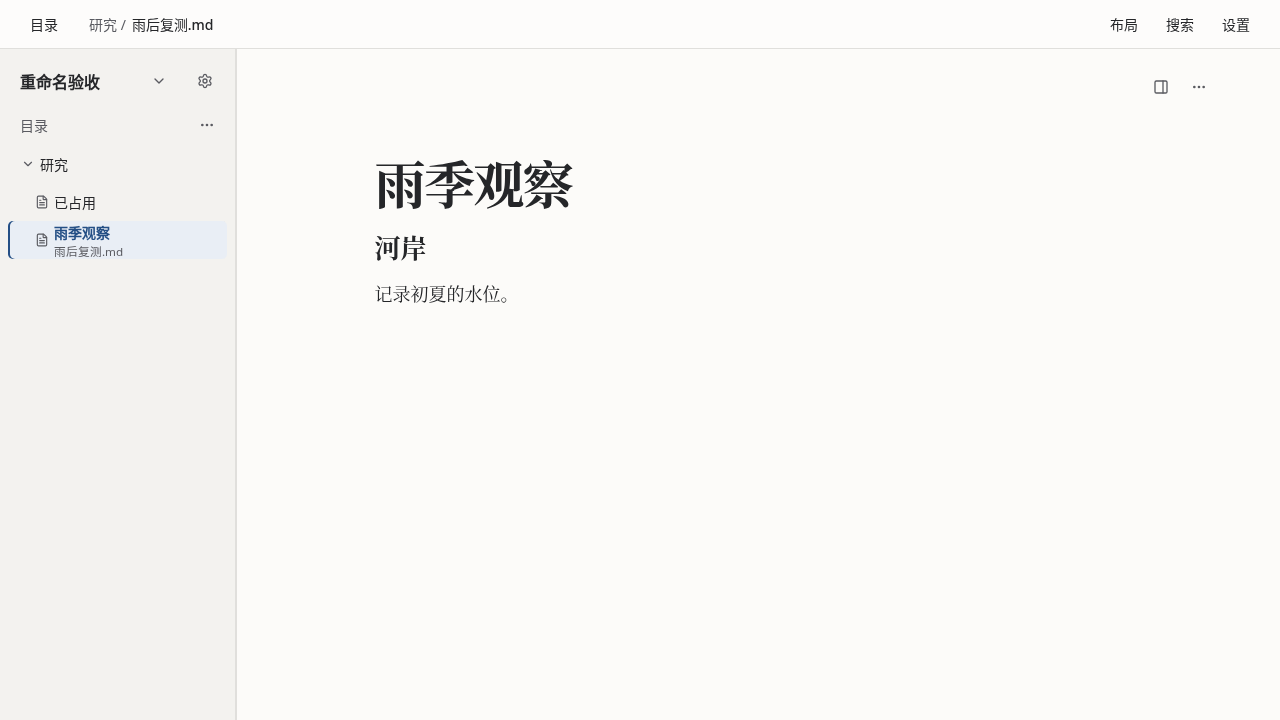 目录
研究 / 雨后复测.md
布局
搜索
设置
重命名验收
目录
研究
已占用
雨季观察
雨后复测.md
雨季观察
河岸
记录初夏的水位。